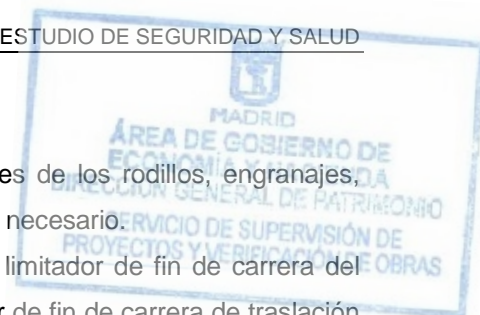 ESTUDIO DE SEGURIDAD Y SALUD
MADRID
ÁREA DE GOBIERNO DE
ECONOMÍA Y HACIENDA
es de los rodillos, engranajes,
DIRECCIÓN GENERAL DE PATRIMONIO
necesario.
SERVICIO DE SUPERVISIÓN DE
PROYECTOS Y VERIFICACIÓN DE OBRAS
limitador de fin de carrera del
r de fin de carrera de traslación